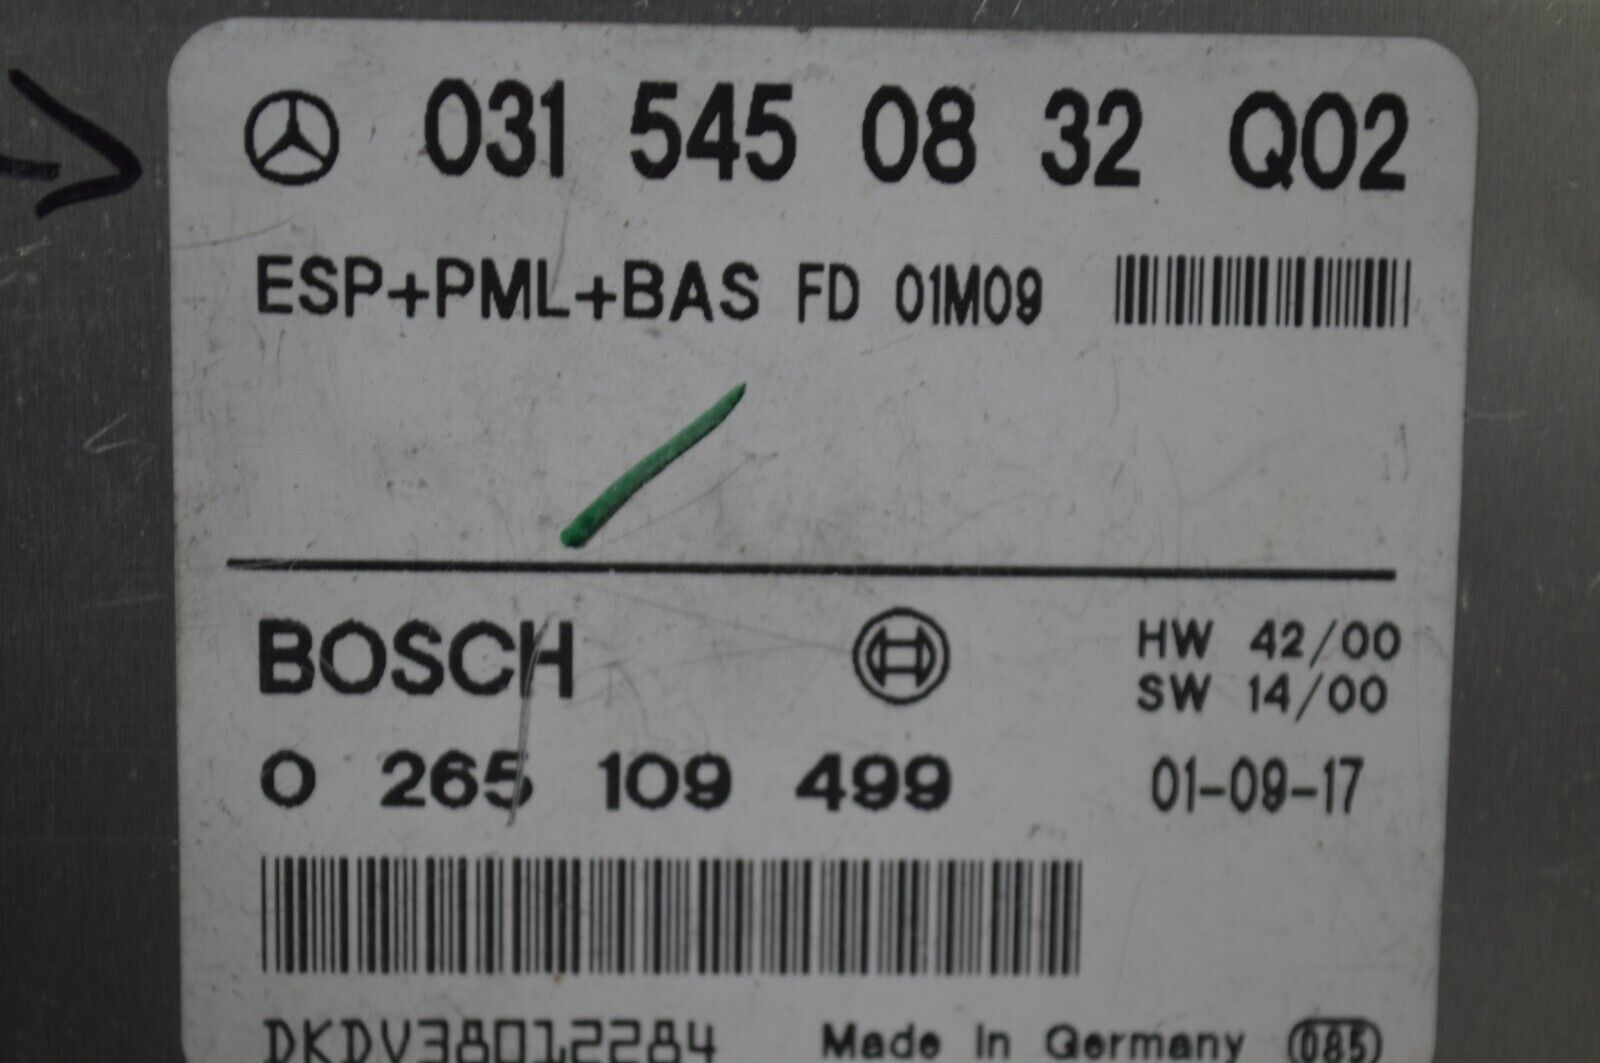 031 545 08 32 Q02
ESP+PML+BAS FD 01M09
BOSCH
HW 42/00
SW 14/00
0 265 109 499 01-09-17
DKDV38012284 Made In Germany 085